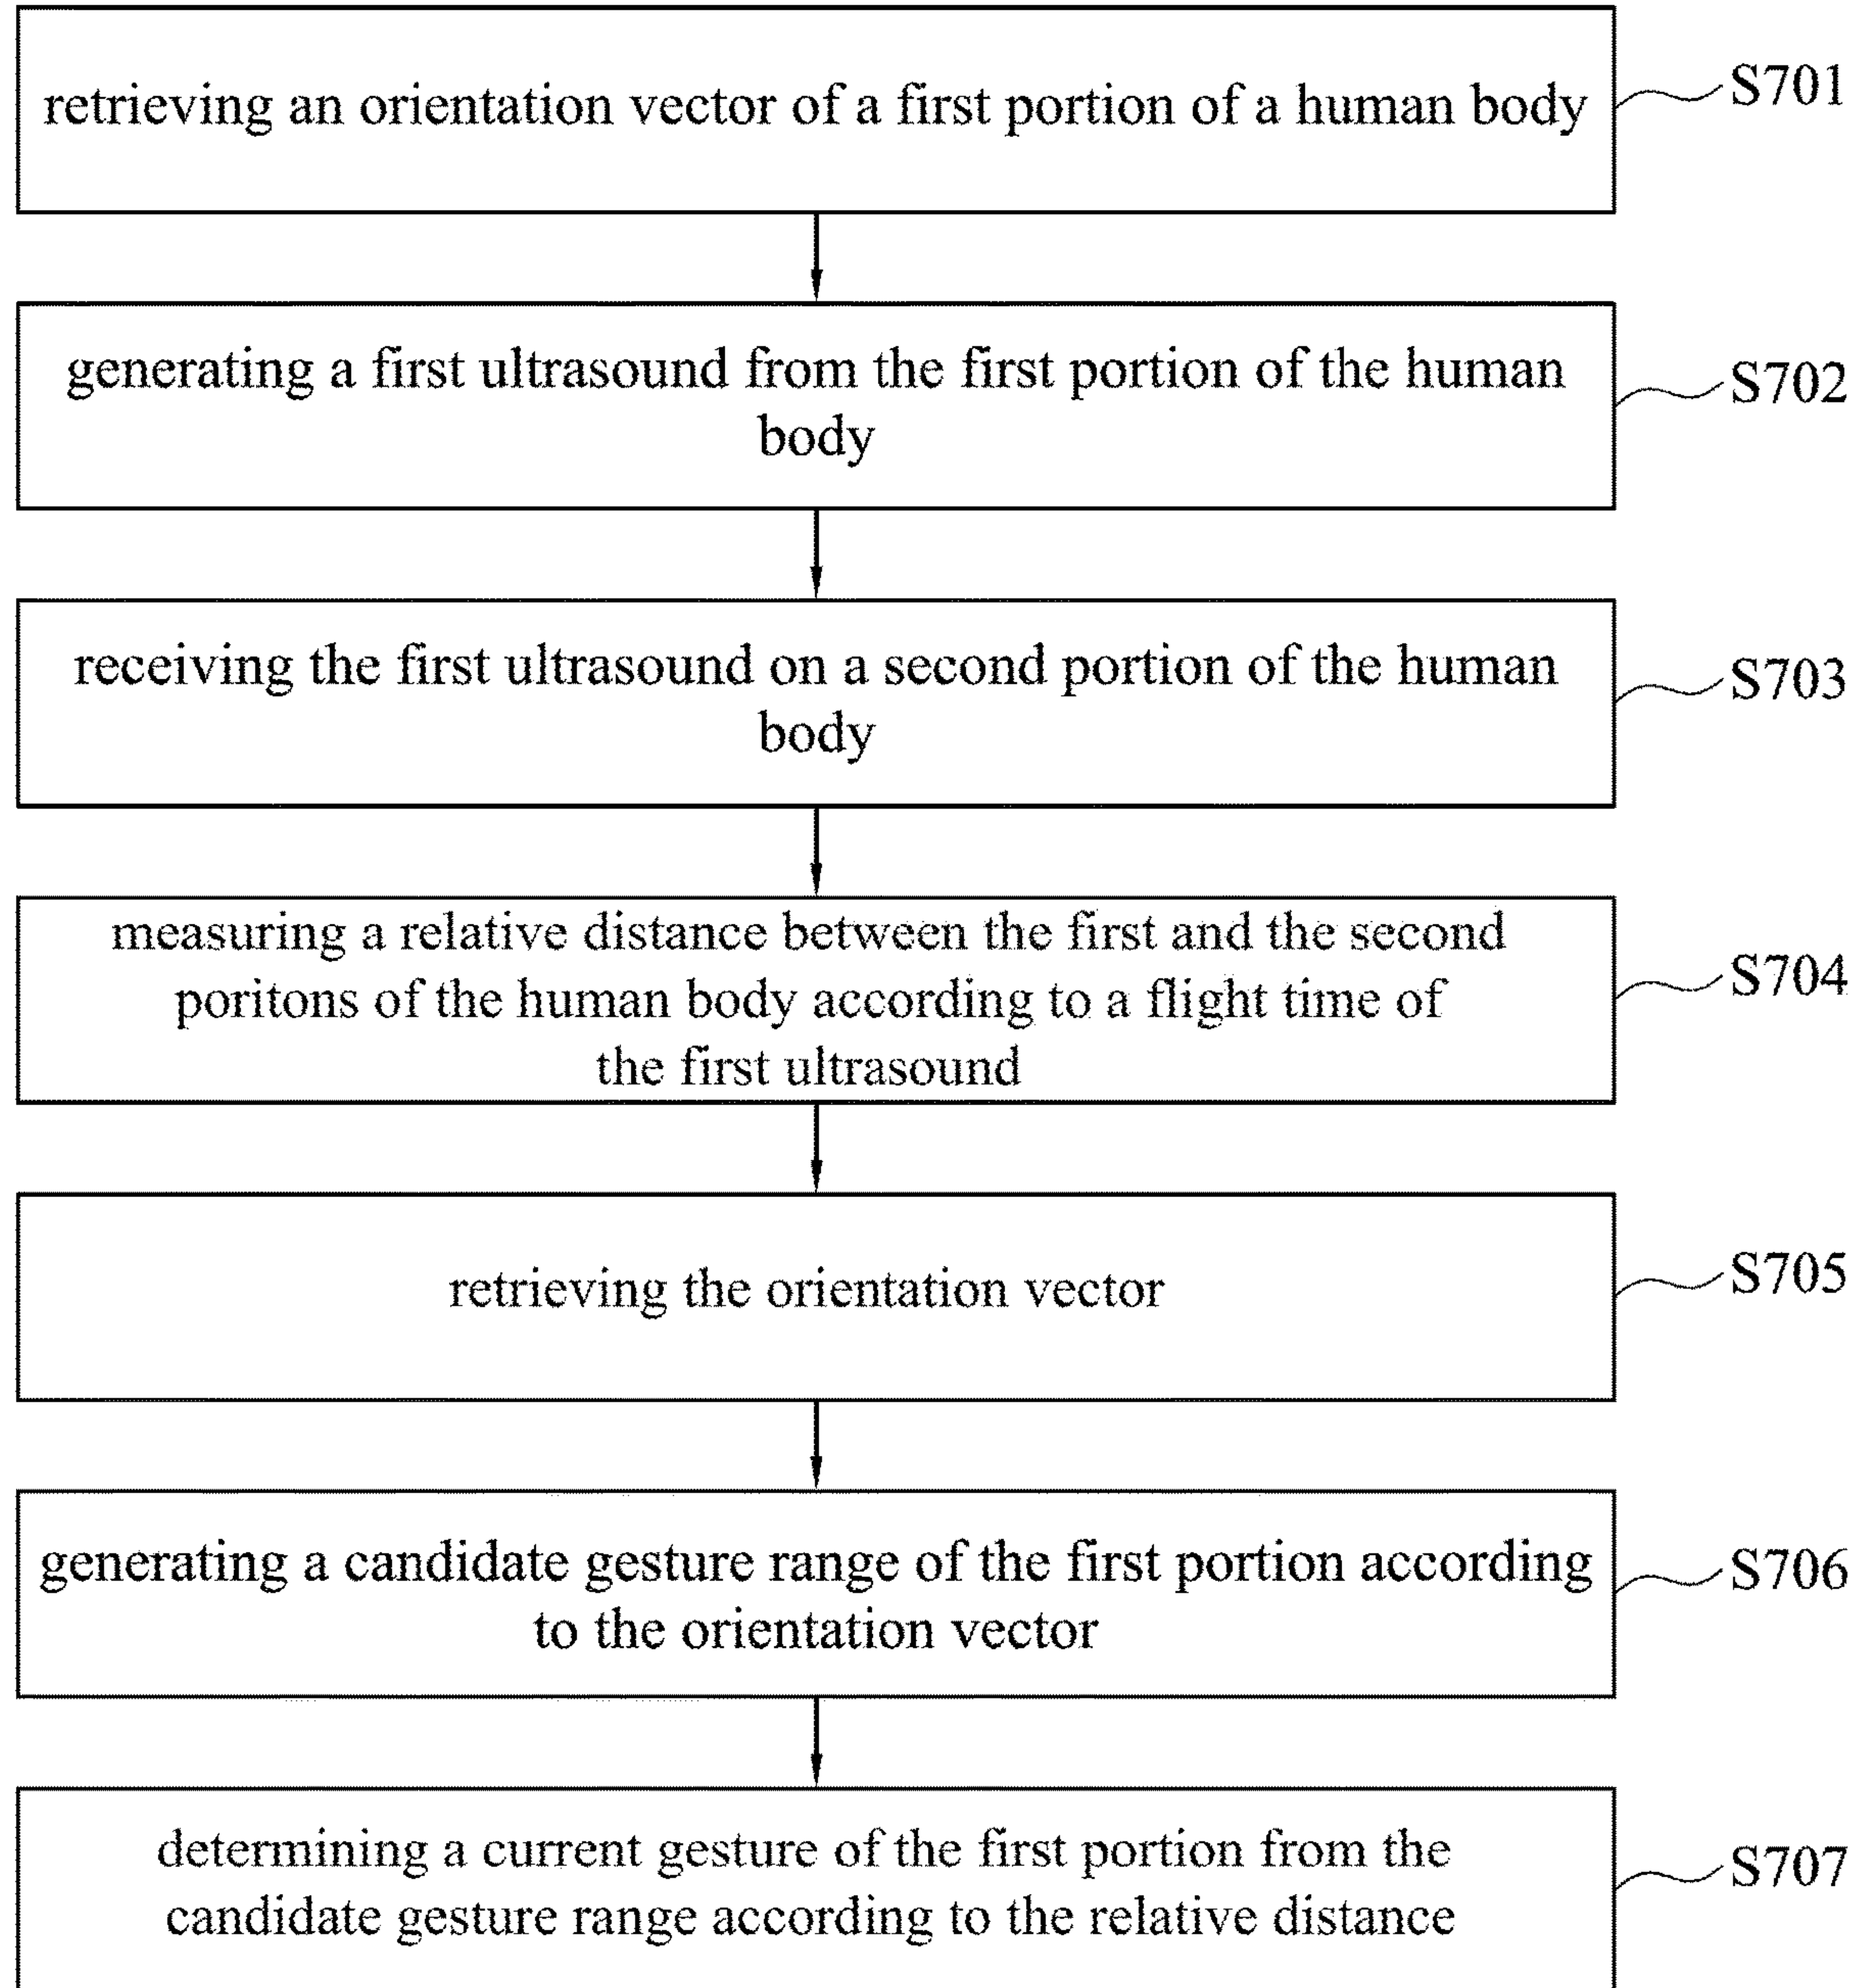 retrieving an orientation vector of a first portion of a human body
S701
generating a first ultrasound from the first portion of the human
body
S702
receiving the first ultrasound on a second portion of the human
body
S703
measuring a relative distance between the first and the second
poritons of the human body according to a flight time of
the first ultrasound
S704
retrieving the orientation vector
S705
generating a candidate gesture range of the first portion according
to the orientation vector
S706
determining a current gesture of the first portion from the
candidate gesture range according to the relative distance
S707